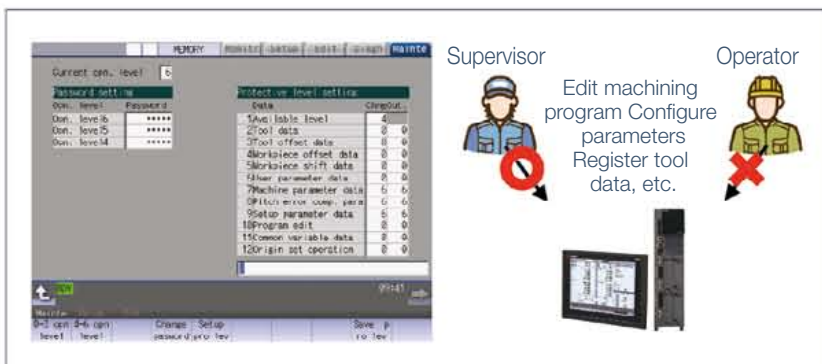 MEMORY Monitr Setup Edit Graph Mainte
Current opn. level 6
Password setting
Opn. level Password
Opn. level6 *****
Opn. level5 *****
Opn. level4 *****
Protective level setting
Data Chng Out.
1Available level 4
2Tool data 0 0
3Tool offset data 0 0
4Workpiece offset data 0 0
5Workpiece shift data 0 0
6User parameter data 0 0
7Machine parameter data 6 6
8Pitch error comp. para 6 6
9Setup parameter data 6 6
10Program edit 0 0
11Common variable data 0 0
12Origin set operation 0 0
09:41
Mainte
0-3 opn 4-6 opn Change Setup Save p
level level password pro lev ro lev
Supervisor
Operator
Edit machining
program Configure
parameters
Register tool
data, etc.